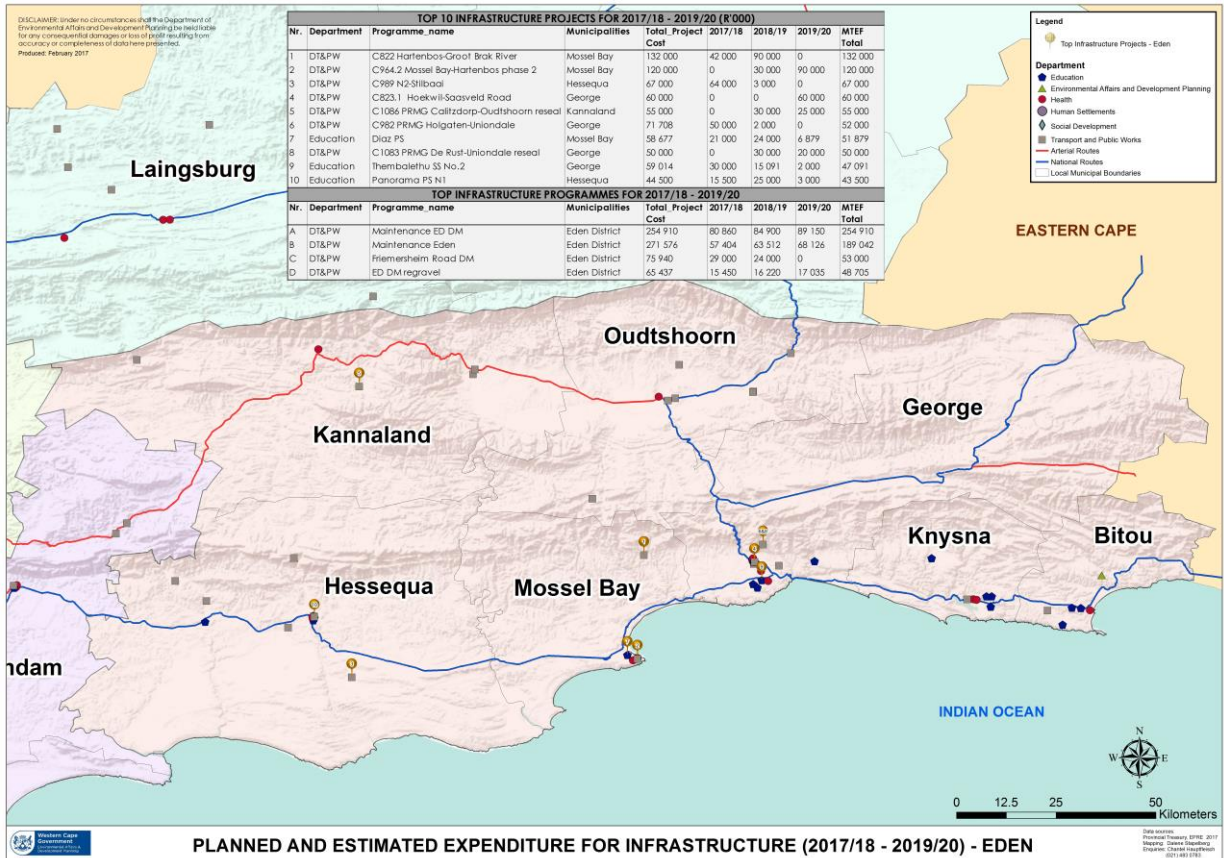 DISCLAIMER: Under no circumstances shall the Department of
Environmental Affairs and Development Planning be held liable
for any consequential damages or loss of profit resulting from
accuracy or completeness of data here presented.
Produced: February 2017
TOP 10 INFRASTRUCTURE PROJECTS FOR 2017/18 - 2019/20 (R'000)
Nr. Department Programme_name Municipalities Total_Project Cost 2017/18 2018/19 2019/20 MTEF Total
1 DT&PW C822 Hartenbos-Groot Brak River Mossel Bay 132 000 42 000 90 000 0 132 000
2 DT&PW C964.2 Mossel Bay-Hartenbos phase 2 Mossel Bay 120 000 0 30 000 90 000 120 000
3 DT&PW C989 N2-Stilbaai Hessequa 67 000 64 000 3 000 0 67 000
4 DT&PW C823.1 Hoekwil-Saasveld Road George 60 000 0 0 60 000 60 000
5 DT&PW C1086 PRMG Calitzdorp-Oudtshoorn reseal Kannaland 55 000 0 30 000 25 000 55 000
6 DT&PW C982 PRMG Holgaten-Uniondale George 71 708 50 000 2 000 0 52 000
7 Education Diaz PS Mossel Bay 58 677 21 000 24 000 6 879 51 879
8 DT&PW C1083 PRMG De Rust-Uniondale reseal George 50 000 0 30 000 20 000 50 000
9 Education Thembalethu SS No.2 George 59 014 30 000 15 091 2 000 47 091
10 Education Panorama PS N1 Hessequa 44 500 15 500 25 000 3 000 43 500
TOP INFRASTRUCTURE PROGRAMMES FOR 2017/18 - 2019/20
Nr. Department Programme_name Municipalities Total_Project Cost 2017/18 2018/19 2019/20 MTEF Total
A DT&PW Maintenance ED DM Eden District 254 910 80 860 84 900 89 150 254 910
B DT&PW Maintenance Eden Eden District 271 576 57 404 63 512 68 126 189 042
C DT&PW Friemersheim Road DM Eden District 75 940 29 000 24 000 0 53 000
D DT&PW ED DM regravel Eden District 65 437 15 450 16 220 17 035 48 705
Legend
Top Infrastructure Projects - Eden
Department
Education
Environmental Affairs and Development Planning
Health
Human Settlements
Social Development
Transport and Public Works
Arterial Routes
National Routes
Local Municipal Boundaries
Laingsburg
EASTERN CAPE
Oudtshoorn
George
Kannaland
Knysna
Bitou
Hessequa
Mossel Bay
ndam
INDIAN OCEAN
N
W E
S
0 12.5 25 50
Kilometers
Western Cape
Government
Environmental Affairs &
Development Planning
PLANNED AND ESTIMATED EXPENDITURE FOR INFRASTRUCTURE (2017/18 - 2019/20) - EDEN
Data sources
Provincial Treasury, EPRE 2017
Mapping:
Enquiries: Chantel Hauptfleisch
(021) 483 0763